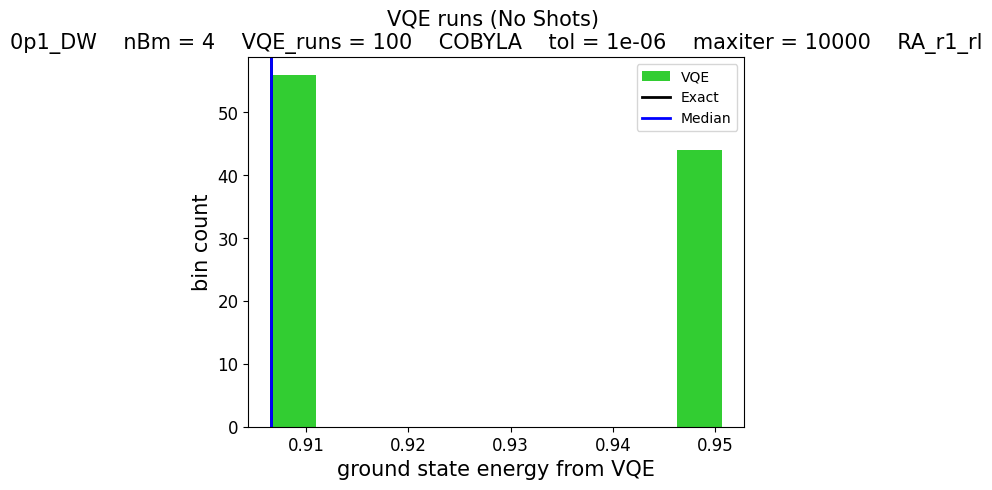 VQE runs (No Shots)
0p1_DW    nBm = 4    VQE_runs = 100    COBYLA    tol = 1e-06    maxiter = 10000    RA_r1_rl
VQE
Exact
Median
50
40
30
20
10
0
bin count
0.91 0.92 0.93 0.94 0.95
ground state energy from VQE